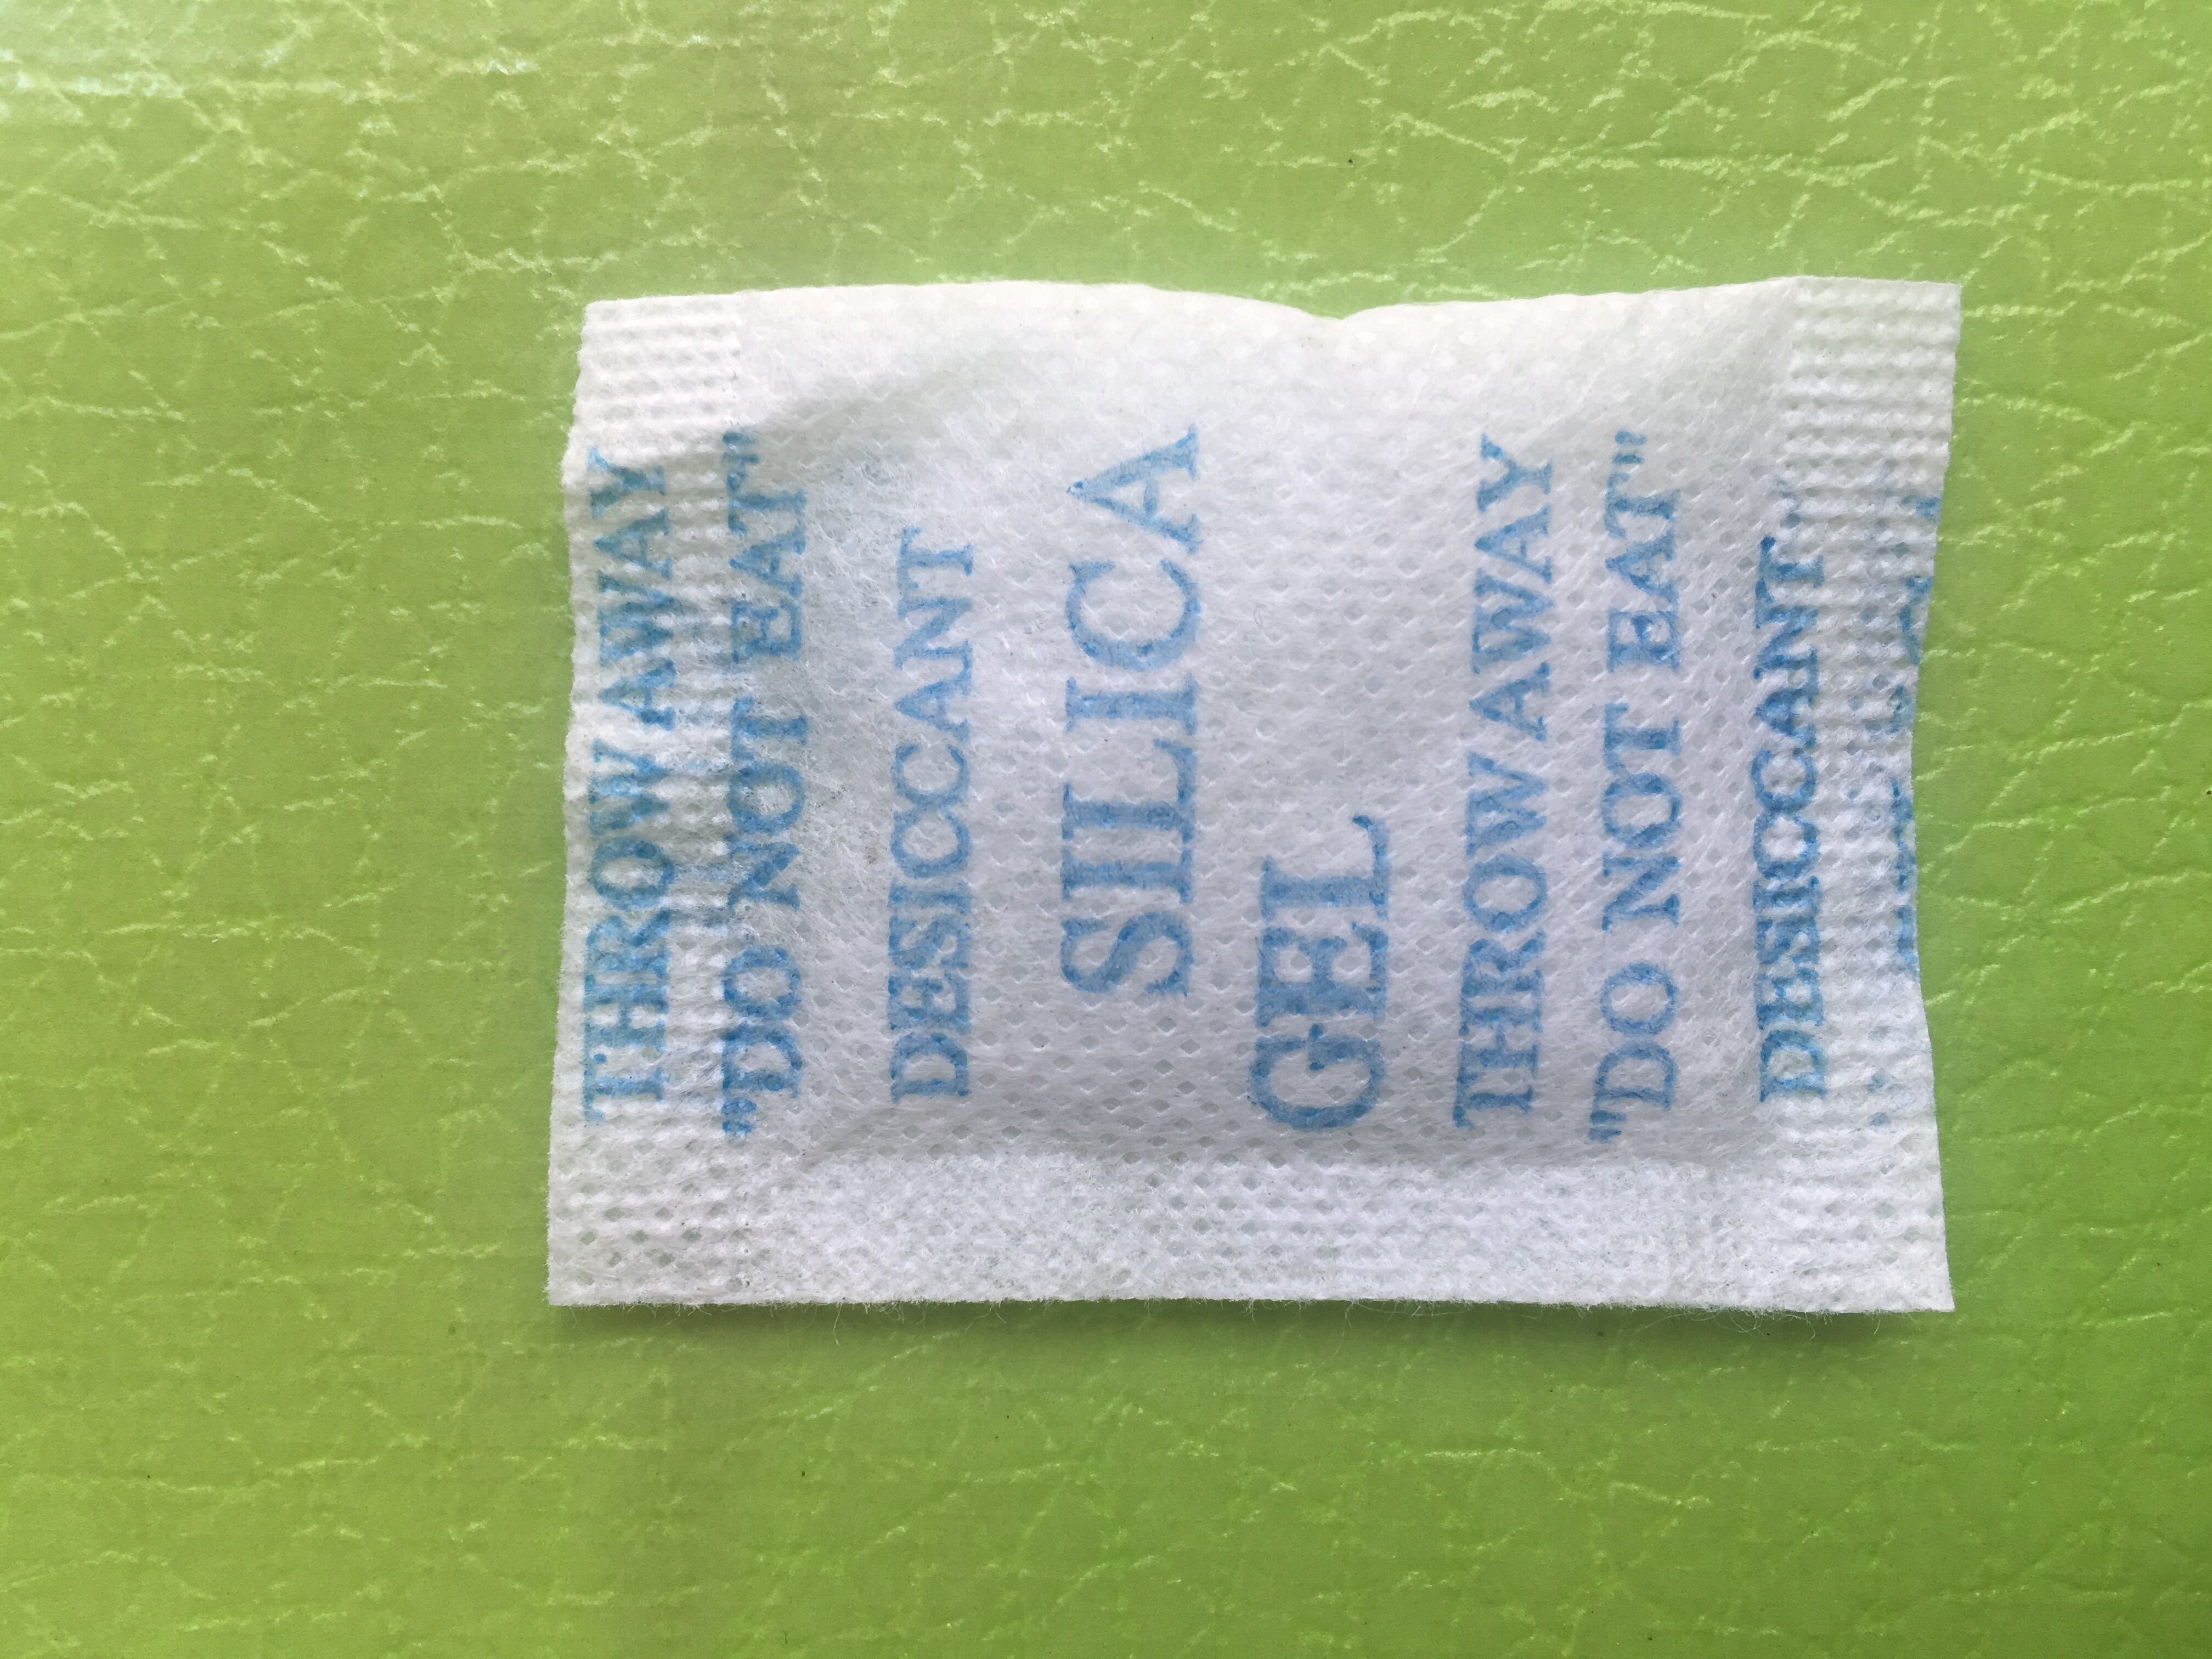 THROW AWAY
"DO NOT EAT"
DESICCANT
SILICA
GEL
THROW AWAY
"DO NOT EAT"
DESICCANT